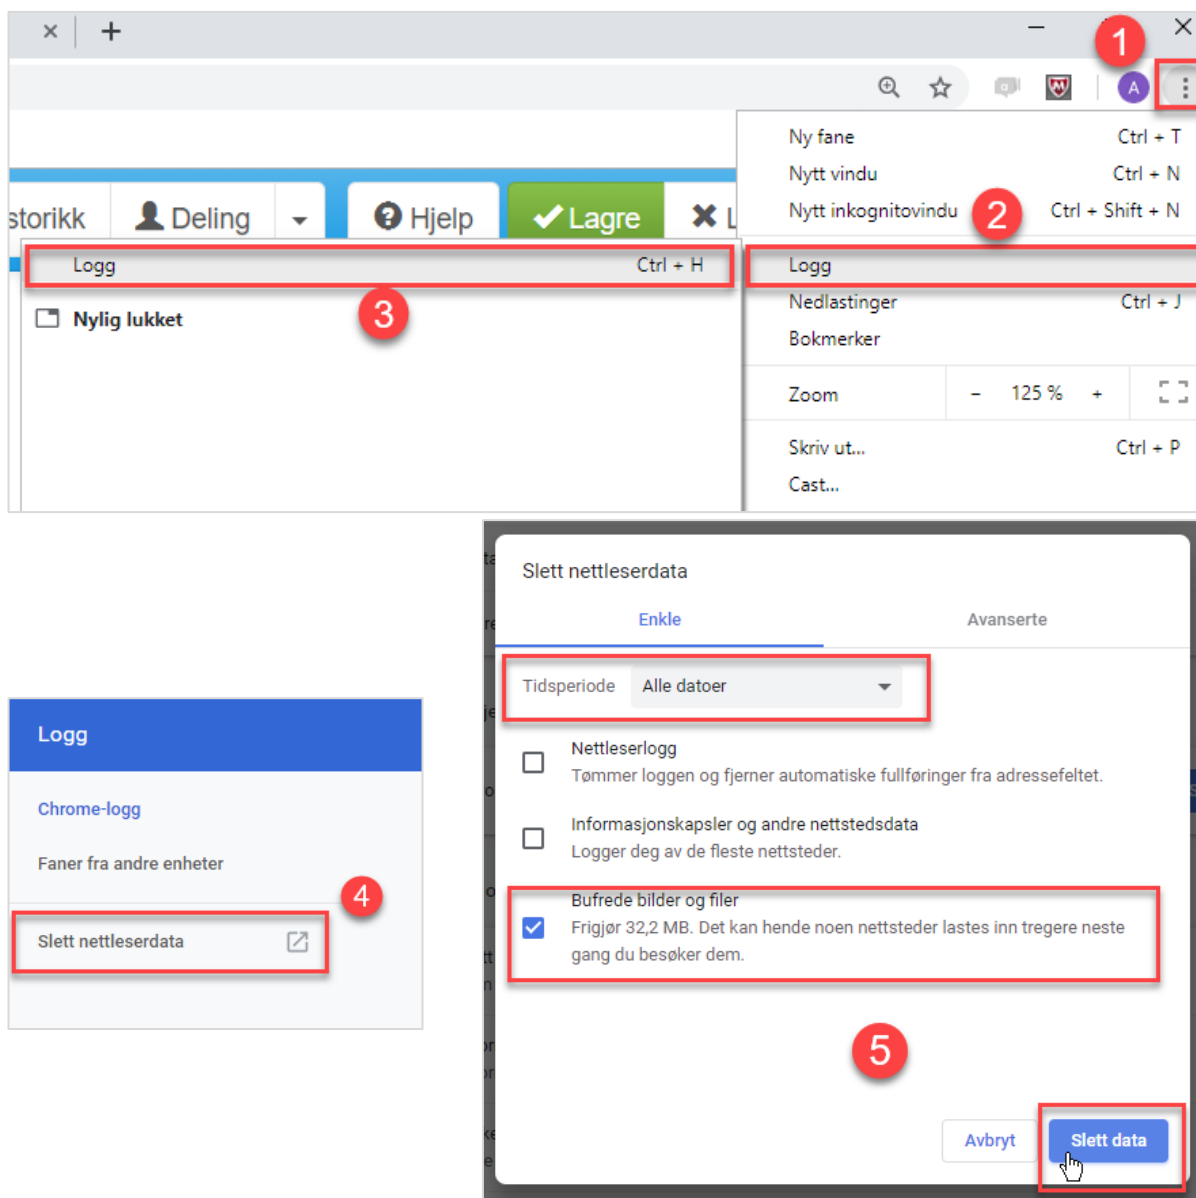 1
A
Ny fane Ctrl + T
Nytt vindu Ctrl + N
Nytt inkognitovindu Ctrl + Shift + N
2
storikk Deling Hjelp Lagre
Logg Ctrl + H
3
Nylig lukket
Logg
Nedlastinger Ctrl + J
Bokmerker
Zoom - 125 % +
Skriv ut... Ctrl + P
Cast...
Logg
Chrome-logg
Faner fra andre enheter
4
Slett nettleserdata
Slett nettleserdata
Enkle Avanserte
Tidsperiode Alle datoer
Nettleserlogg
Tømmer loggen og fjerner automatiske fullføringer fra adressefeltet.
Informasjonskapsler og andre nettstedsdata
Logger deg av de fleste nettsteder.
Bufrede bilder og filer
Frigjør 32,2 MB. Det kan hende noen nettsteder lastes inn tregere neste
gang du besøker dem.
5
Avbryt Slett data